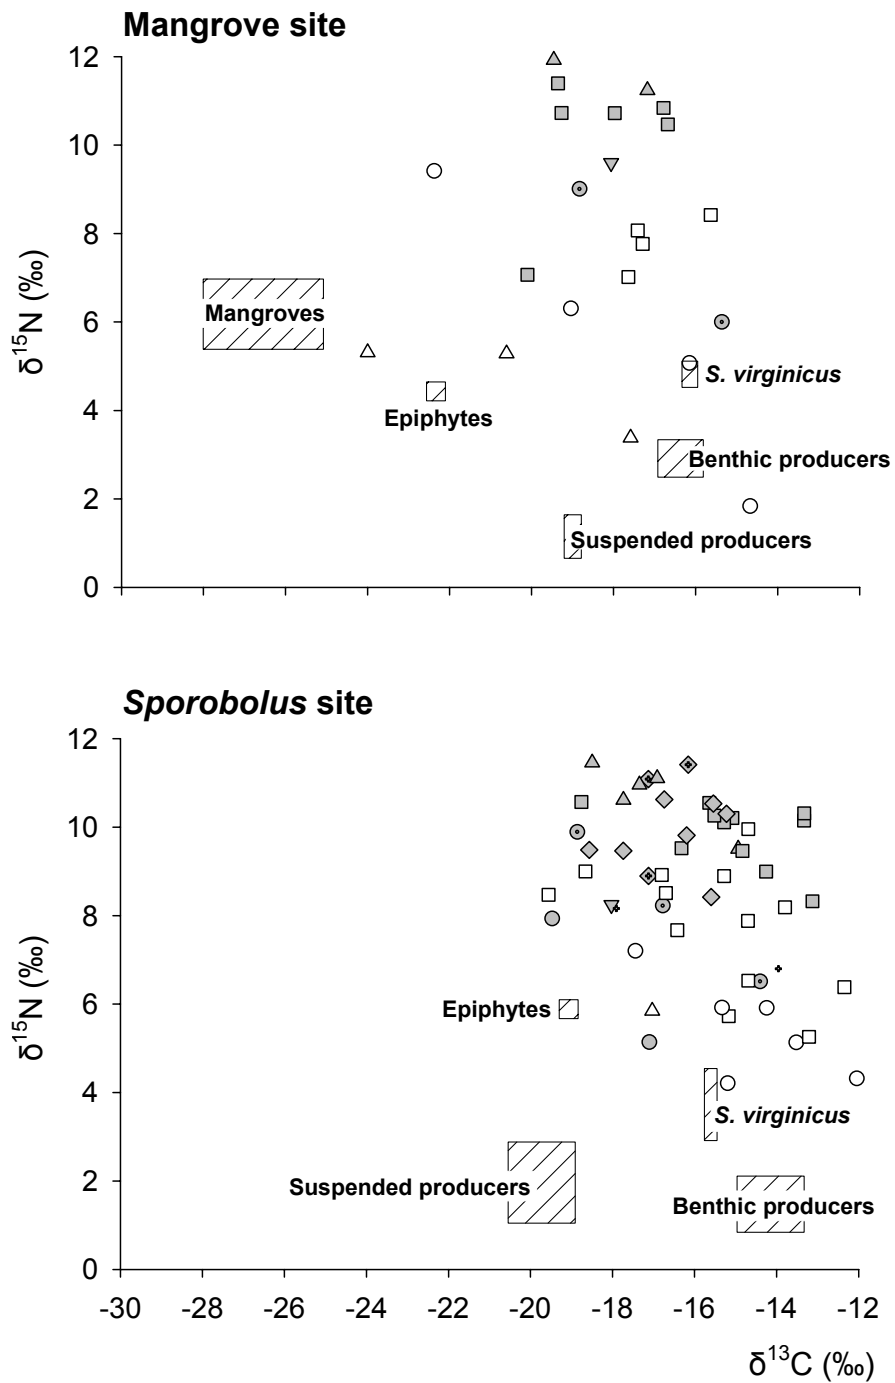 Mangrove site
12
10
8
6
4
2
0
δ15N (‰)
Mangroves
Epiphytes
S. virginicus
Benthic producers
Suspended producers
Sporobolus site
12
10
8
6
4
2
0
δ15N (‰)
Epiphytes
S. virginicus
Suspended producers
Benthic producers
-30 -28 -26 -24 -22 -20 -18 -16 -14 -12
δ13C (‰)